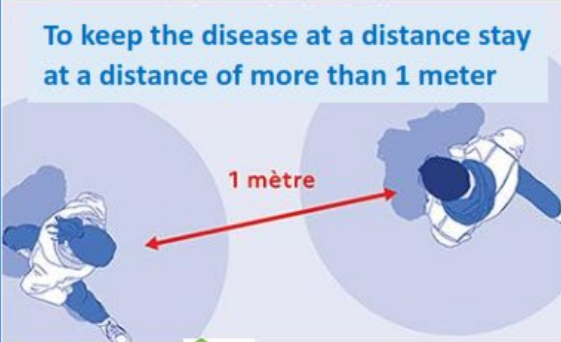 To keep the disease at a distance stay
at a distance of more than 1 meter
1 mètre